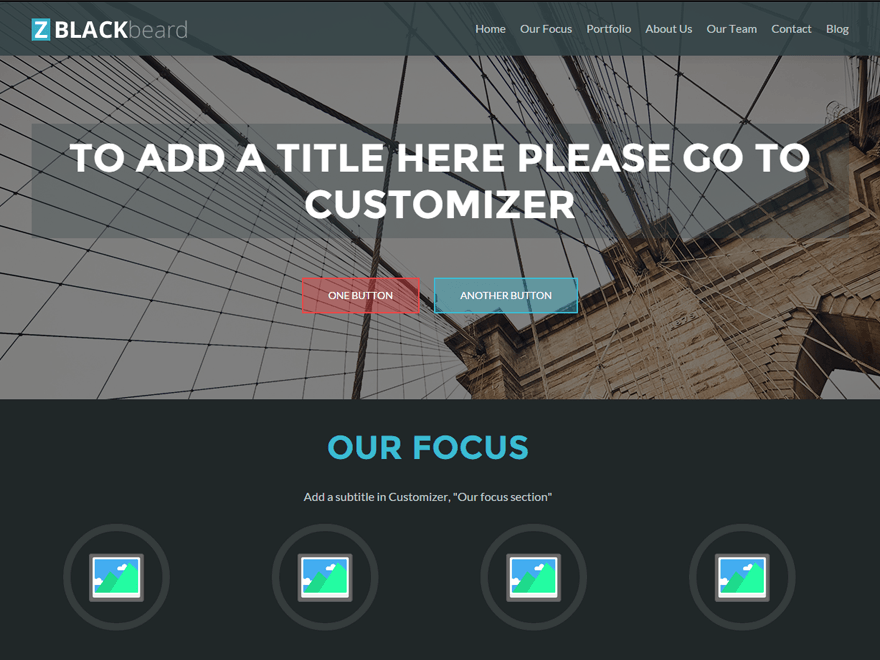 Z BLACKbeard
Home Our Focus Portfolio About Us Our Team Contact Blog
TO ADD A TITLE HERE PLEASE GO TO
CUSTOMIZER
ONE BUTTON ANOTHER BUTTON
OUR FOCUS
Add a subtitle in Customizer, "Our focus section"